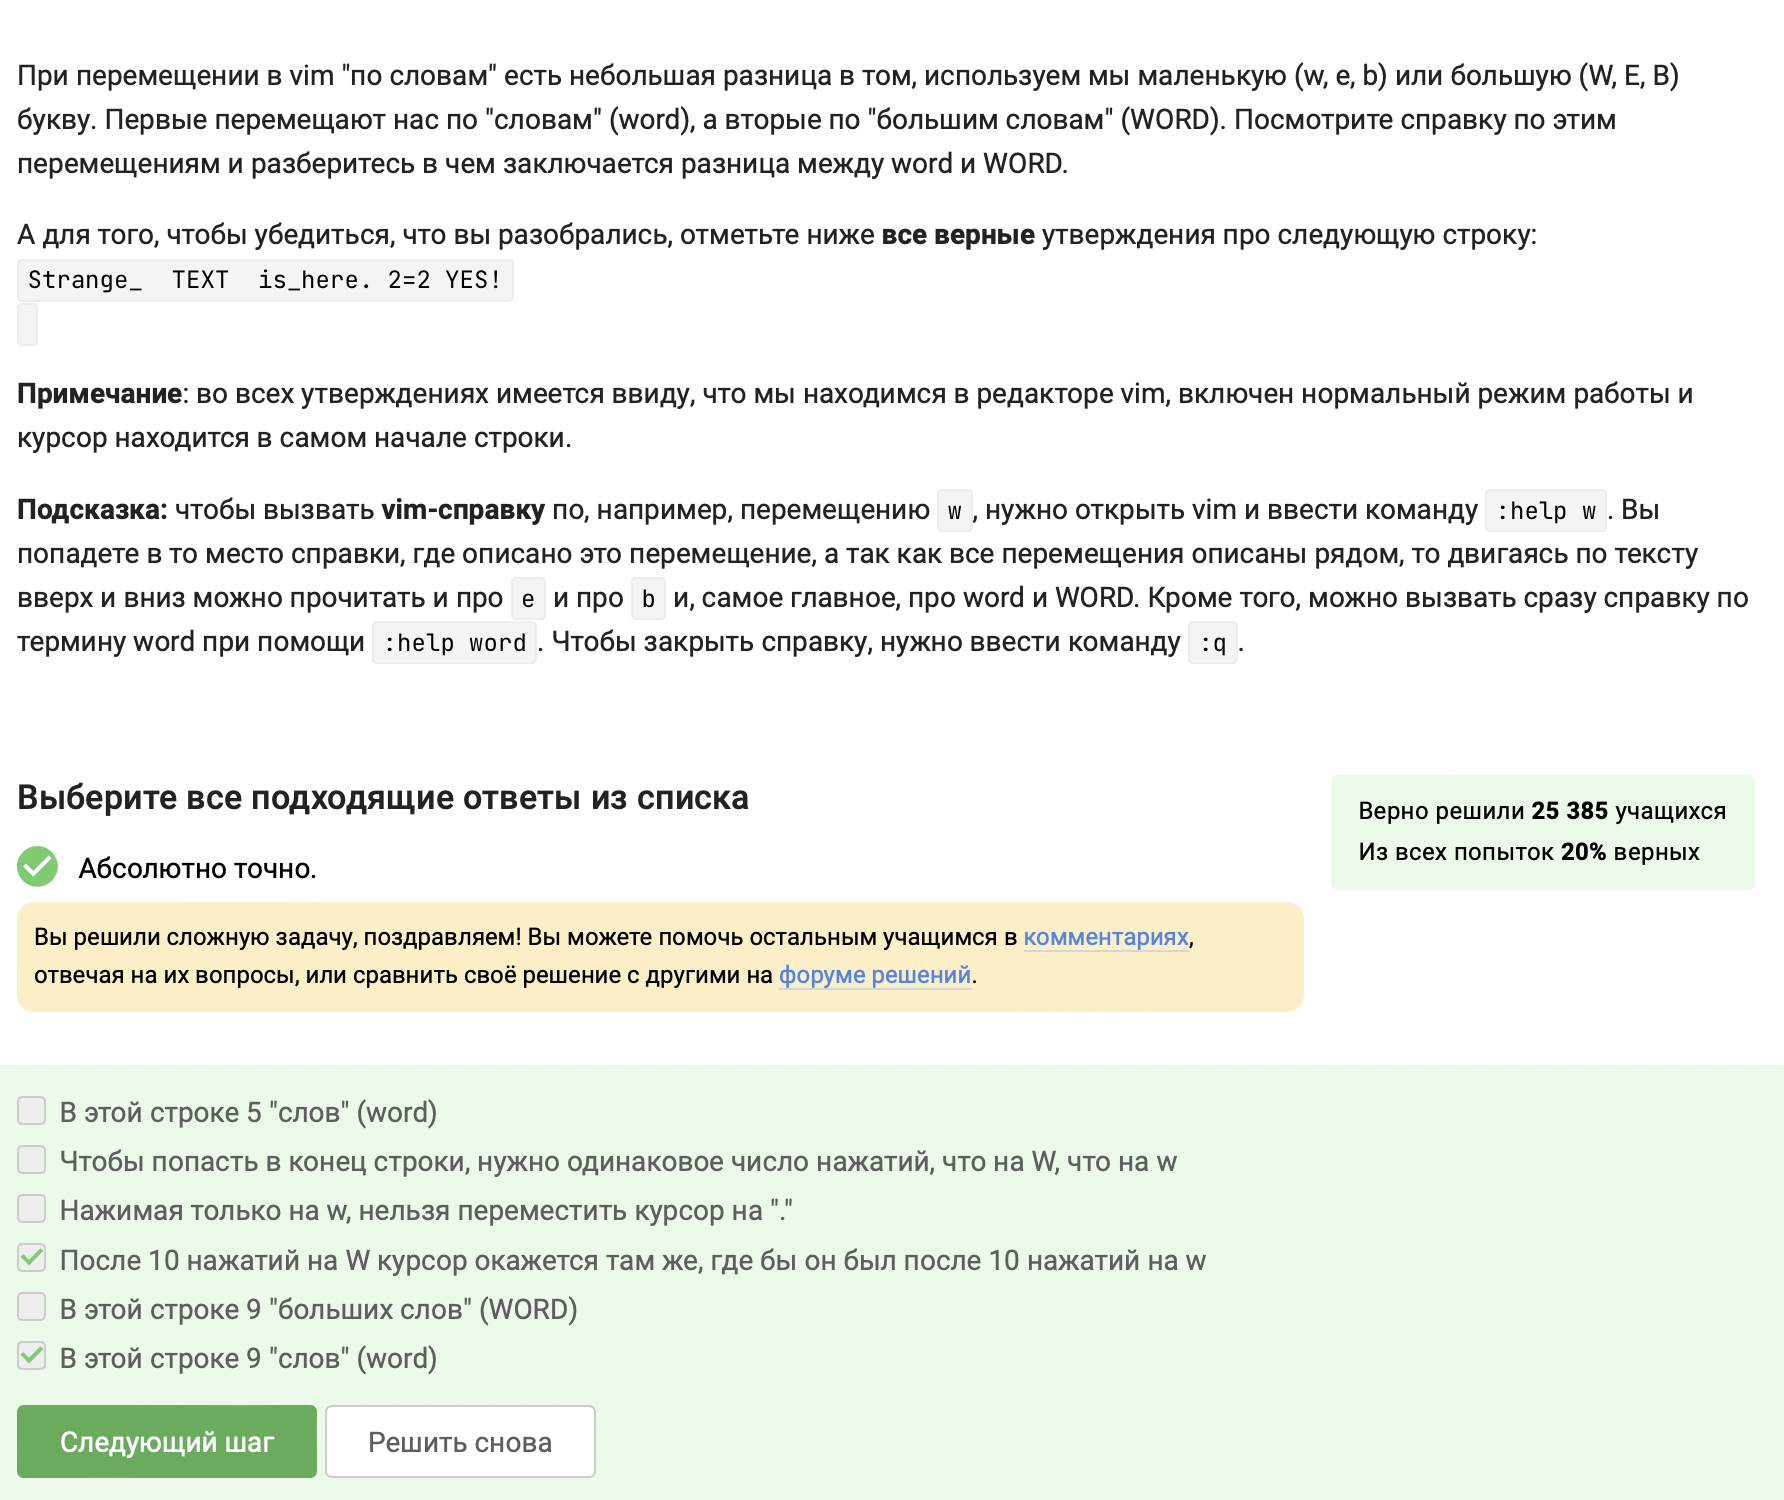 При перемещении в vim "по словам" есть небольшая разница в том, используем мы маленькую (w, e, b) или большую (W, E, B)
букву. Первые перемещают нас по "словам" (word), а вторые по "большим словам" (WORD). Посмотрите справку по этим
перемещениям и разберитесь в чем заключается разница между word и WORD.
А для того, чтобы убедиться, что вы разобрались, отметьте ниже все верные утверждения про следующую строку:
Strange_  TEXT  is_here. 2=2 YES!
Примечание: во всех утверждениях имеется ввиду, что мы находимся в редакторе vim, включен нормальный режим работы и
курсор находится в самом начале строки.
Подсказка: чтобы вызвать vim-справку по, например, перемещению w, нужно открыть vim и ввести команду :help w. Вы
попадете в то место справки, где описано это перемещение, а так как все перемещения описаны рядом, то двигаясь по тексту
вверх и вниз можно прочитать и про e и про b и, самое главное, про word и WORD. Кроме того, можно вызвать сразу справку по
термину word при помощи :help word. Чтобы закрыть справку, нужно ввести команду :q.
Выберите все подходящие ответы из списка
Верно решили 25 385 учащихся
Из всех попыток 20% верных
Абсолютно точно.
Вы решили сложную задачу, поздравляем! Вы можете помочь остальным учащимся в комментариях,
отвечая на их вопросы, или сравнить своё решение с другими на форуме решений.
В этой строке 5 "слов" (word)
Чтобы попасть в конец строки, нужно одинаковое число нажатий, что на W, что на w
Нажимая только на w, нельзя переместить курсор на "."
После 10 нажатий на W курсор окажется там же, где бы он был после 10 нажатий на w
В этой строке 9 "больших слов" (WORD)
В этой строке 9 "слов" (word)
Следующий шаг
Решить снова